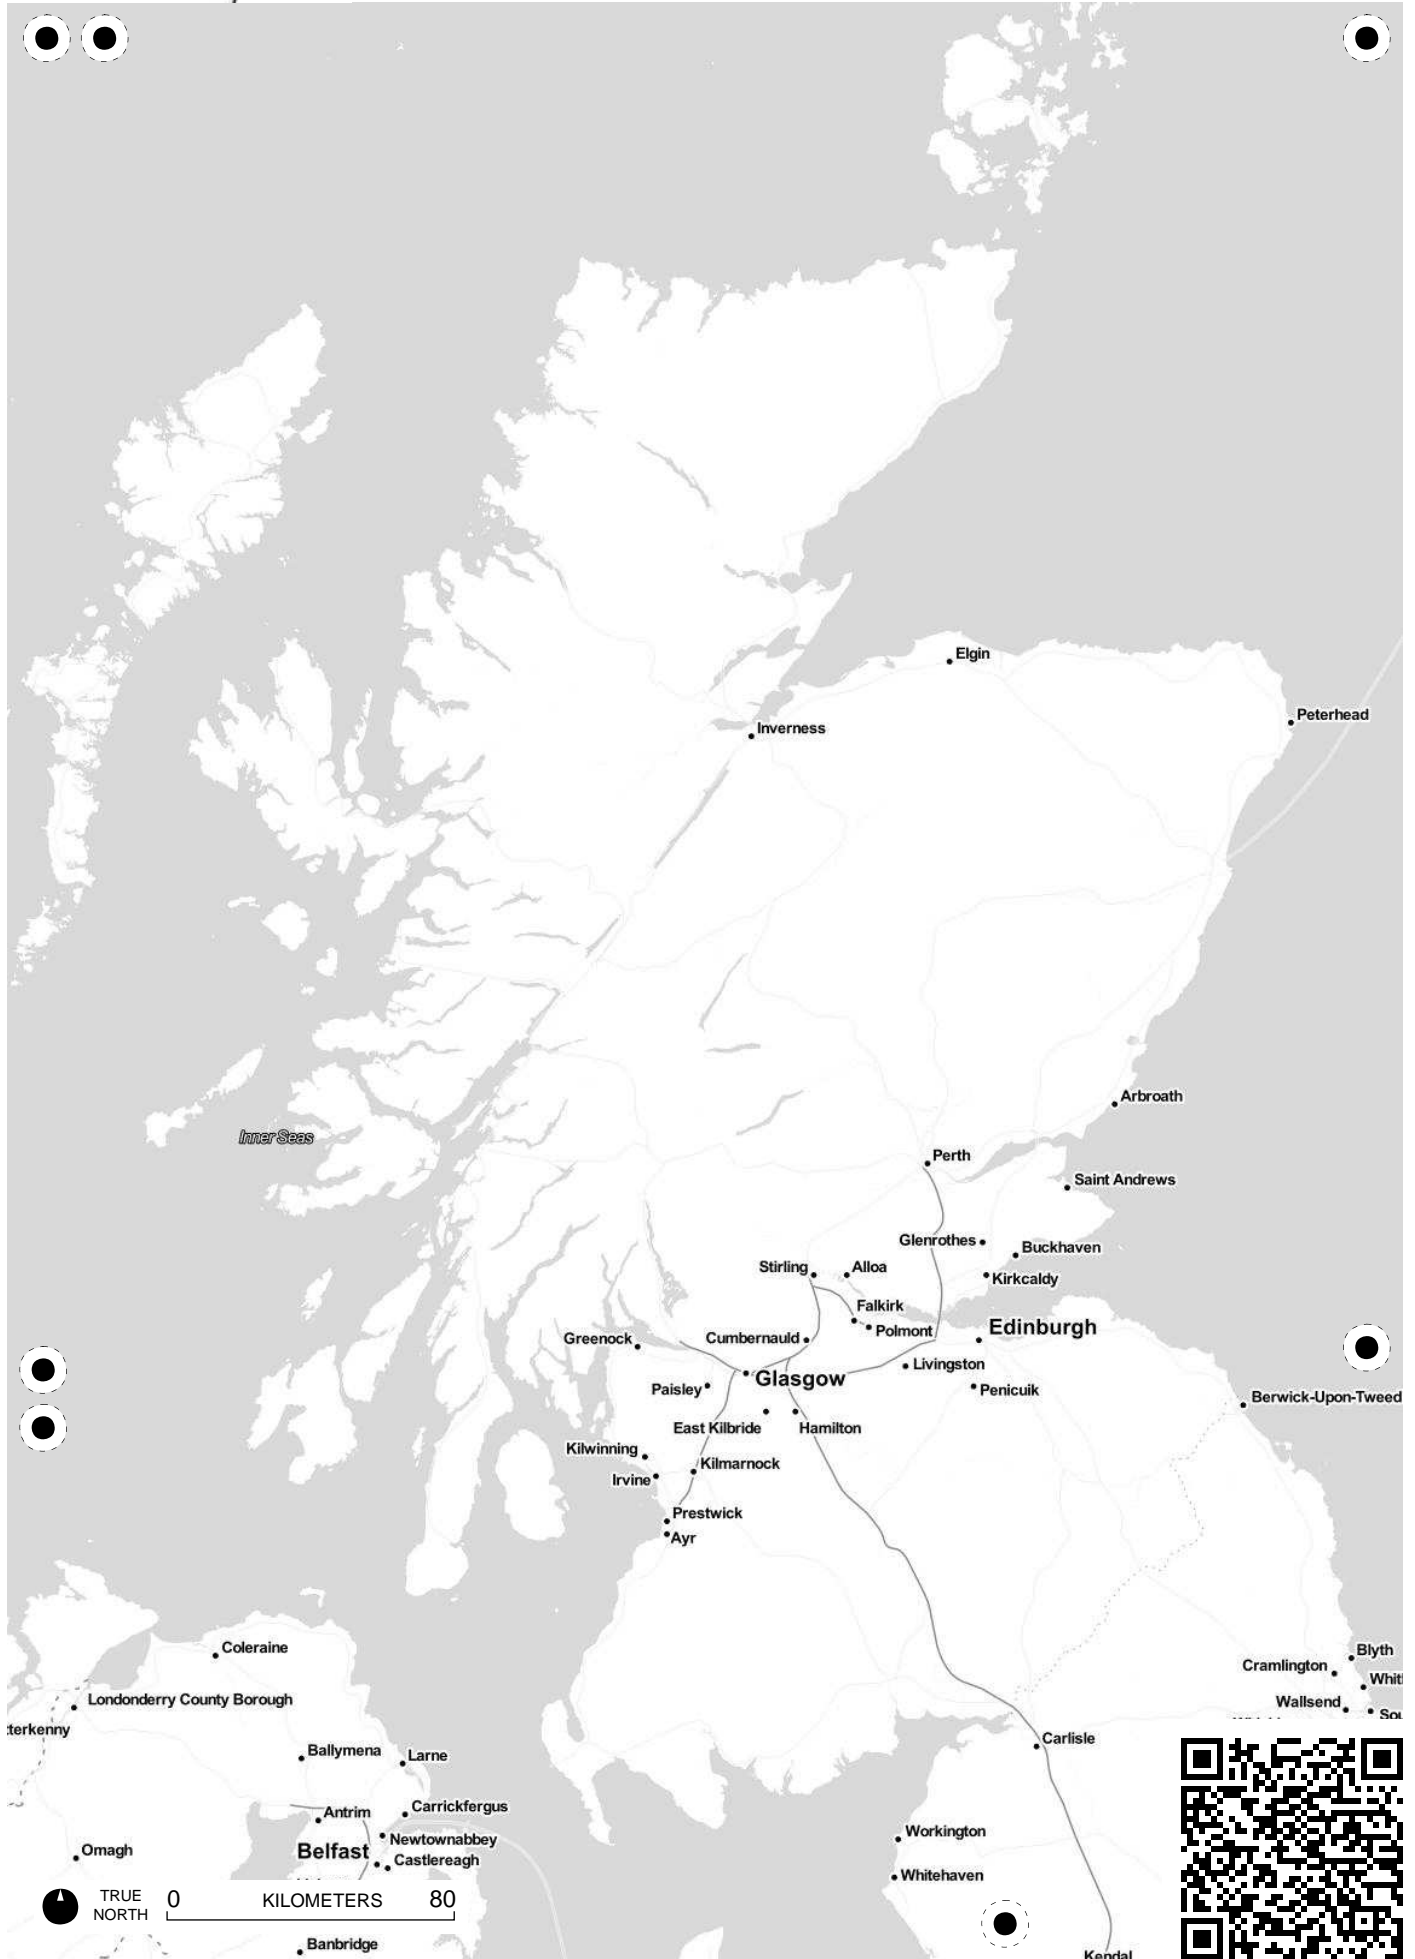 Elgin
Peterhead
Inverness
Arbroath
Inner Seas
Perth
Saint Andrews
Glenrothes
Buckhaven
Stirling
Alloa
Kirkcaldy
Falkirk
Polmont
Edinburgh
Greenock
Cumbernauld
Livingston
Glasgow
Paisley
Penicuik
Berwick-Upon-Tweed
East Kilbride
Hamilton
Kilwinning
Kilmarnock
Irvine
Prestwick
Ayr
Coleraine
Blyth
Cramlington
Londonderry County Borough
Wallsend
Carlisle
Ballymena
Larne
Carrickfergus
Antrim
Workington
Newtownabbey
Omagh
Belfast
Castlereagh
Whitehaven
TRUE
NORTH
0 KILOMETERS 80
Banbridge
Kendal